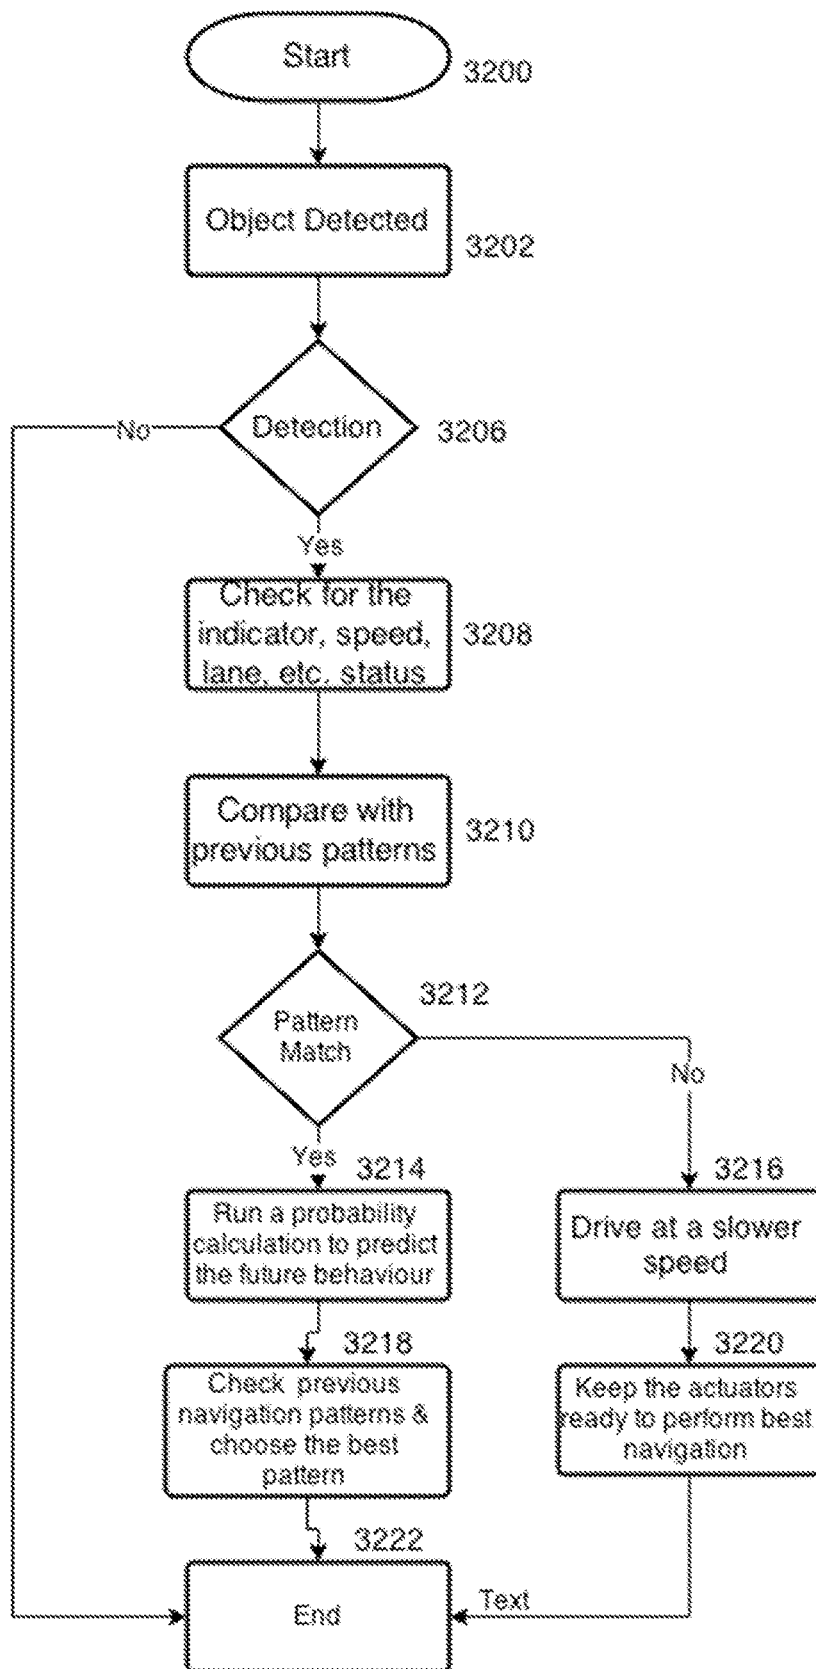 Start
3200
Object Detected
3202
Detection
3206
No
Yes
Check for the
indicator, speed,
lane, etc. status
3208
Compare with
previous patterns
3210
3212
Pattern
Match
No
Yes
3214
Run a probability
calculation to predict
the future behaviour
3216
Drive at a slower
speed
3218
Check previous
navigation patterns &
choose the best
pattern
3220
Keep the actuators
ready to perform best
navigation
3222
End
Text